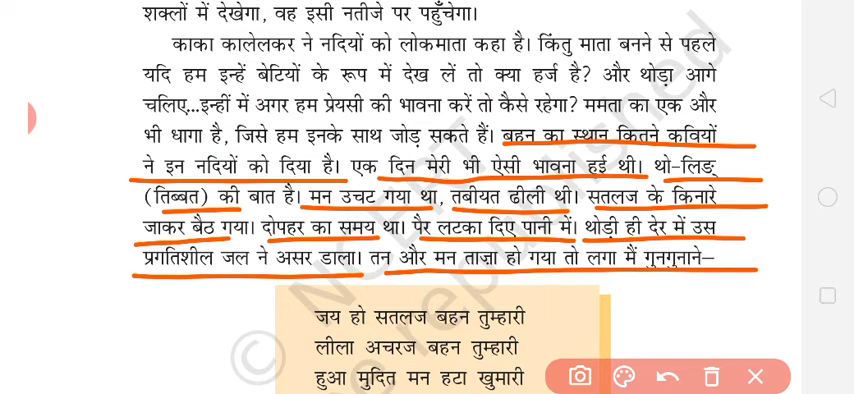 शक्लों में देखेगा, वह इसी नतीजे पर पहुँचेगा।
काका कालेलकर ने नदियों को लोकमाता कहा है। किंतु माता बनने से पहले
यदि हम इन्हें बेटियों के रूप में देख लें तो क्या हर्ज है? और थोड़ा आगे
चलिए...इन्हीं में अगर हम प्रेयसी की भावना करें तो कैसे रहेगा? ममता का एक और
भी धागा है, जिसे हम इनके साथ जोड़ सकते हैं। बहन का स्थान कितने कवियों
ने इन नदियों को दिया है। एक दिन मेरी भी ऐसी भावना हुई थी। थो-लिङ्
(तिब्बत) की बात है। मन उचट गया था, तबीयत ढीली थी। सतलज के किनारे
जाकर बैठ गया। दोपहर का समय था। पैर लटका दिए पानी में। थोड़ी ही देर में उस
प्रगतिशील जल ने असर डाला। तन और मन ताज़ा हो गया तो लगा मैं गुनगुनाने–
जय हो सतलज बहन तुम्हारी
लीला अचरज बहन तुम्हारी
हुआ मुदित मन हटा खुमारी
© NCERT
be republished